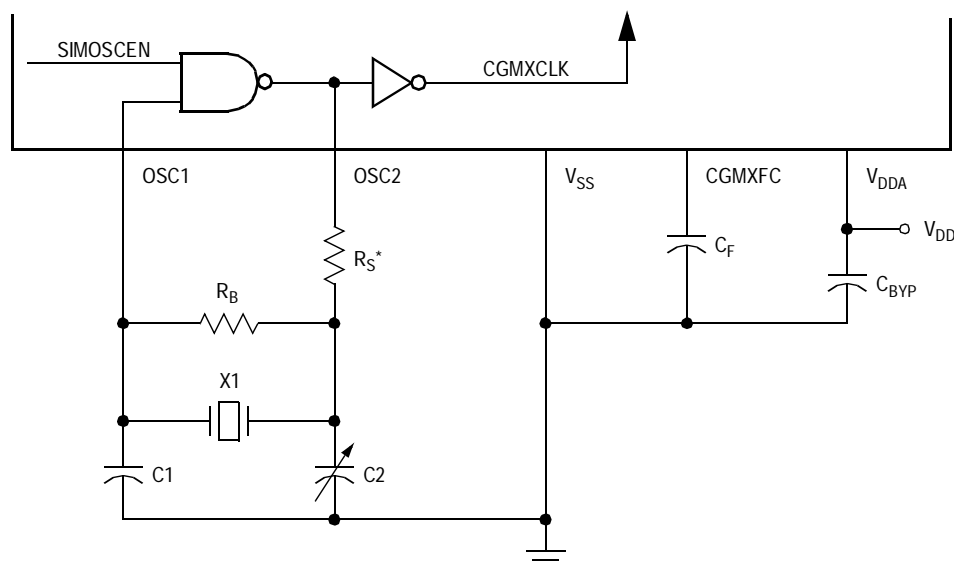 SIMOSCEN
CGMXCLK
OSC1
OSC2
VSS
CGMXFC
VDDA
VDD
RS*
CF
CBYP
RB
X1
C1
C2